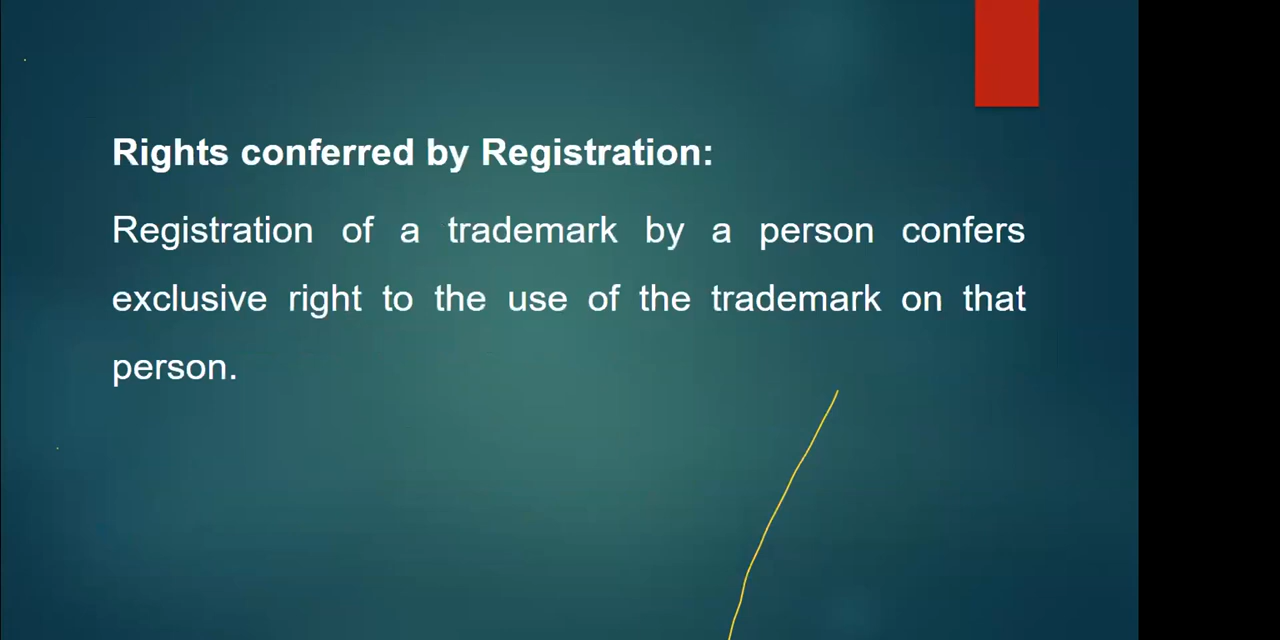 Rights conferred by Registration:
Registration of a trademark by a person confers
exclusive right to the use of the trademark on that
person.